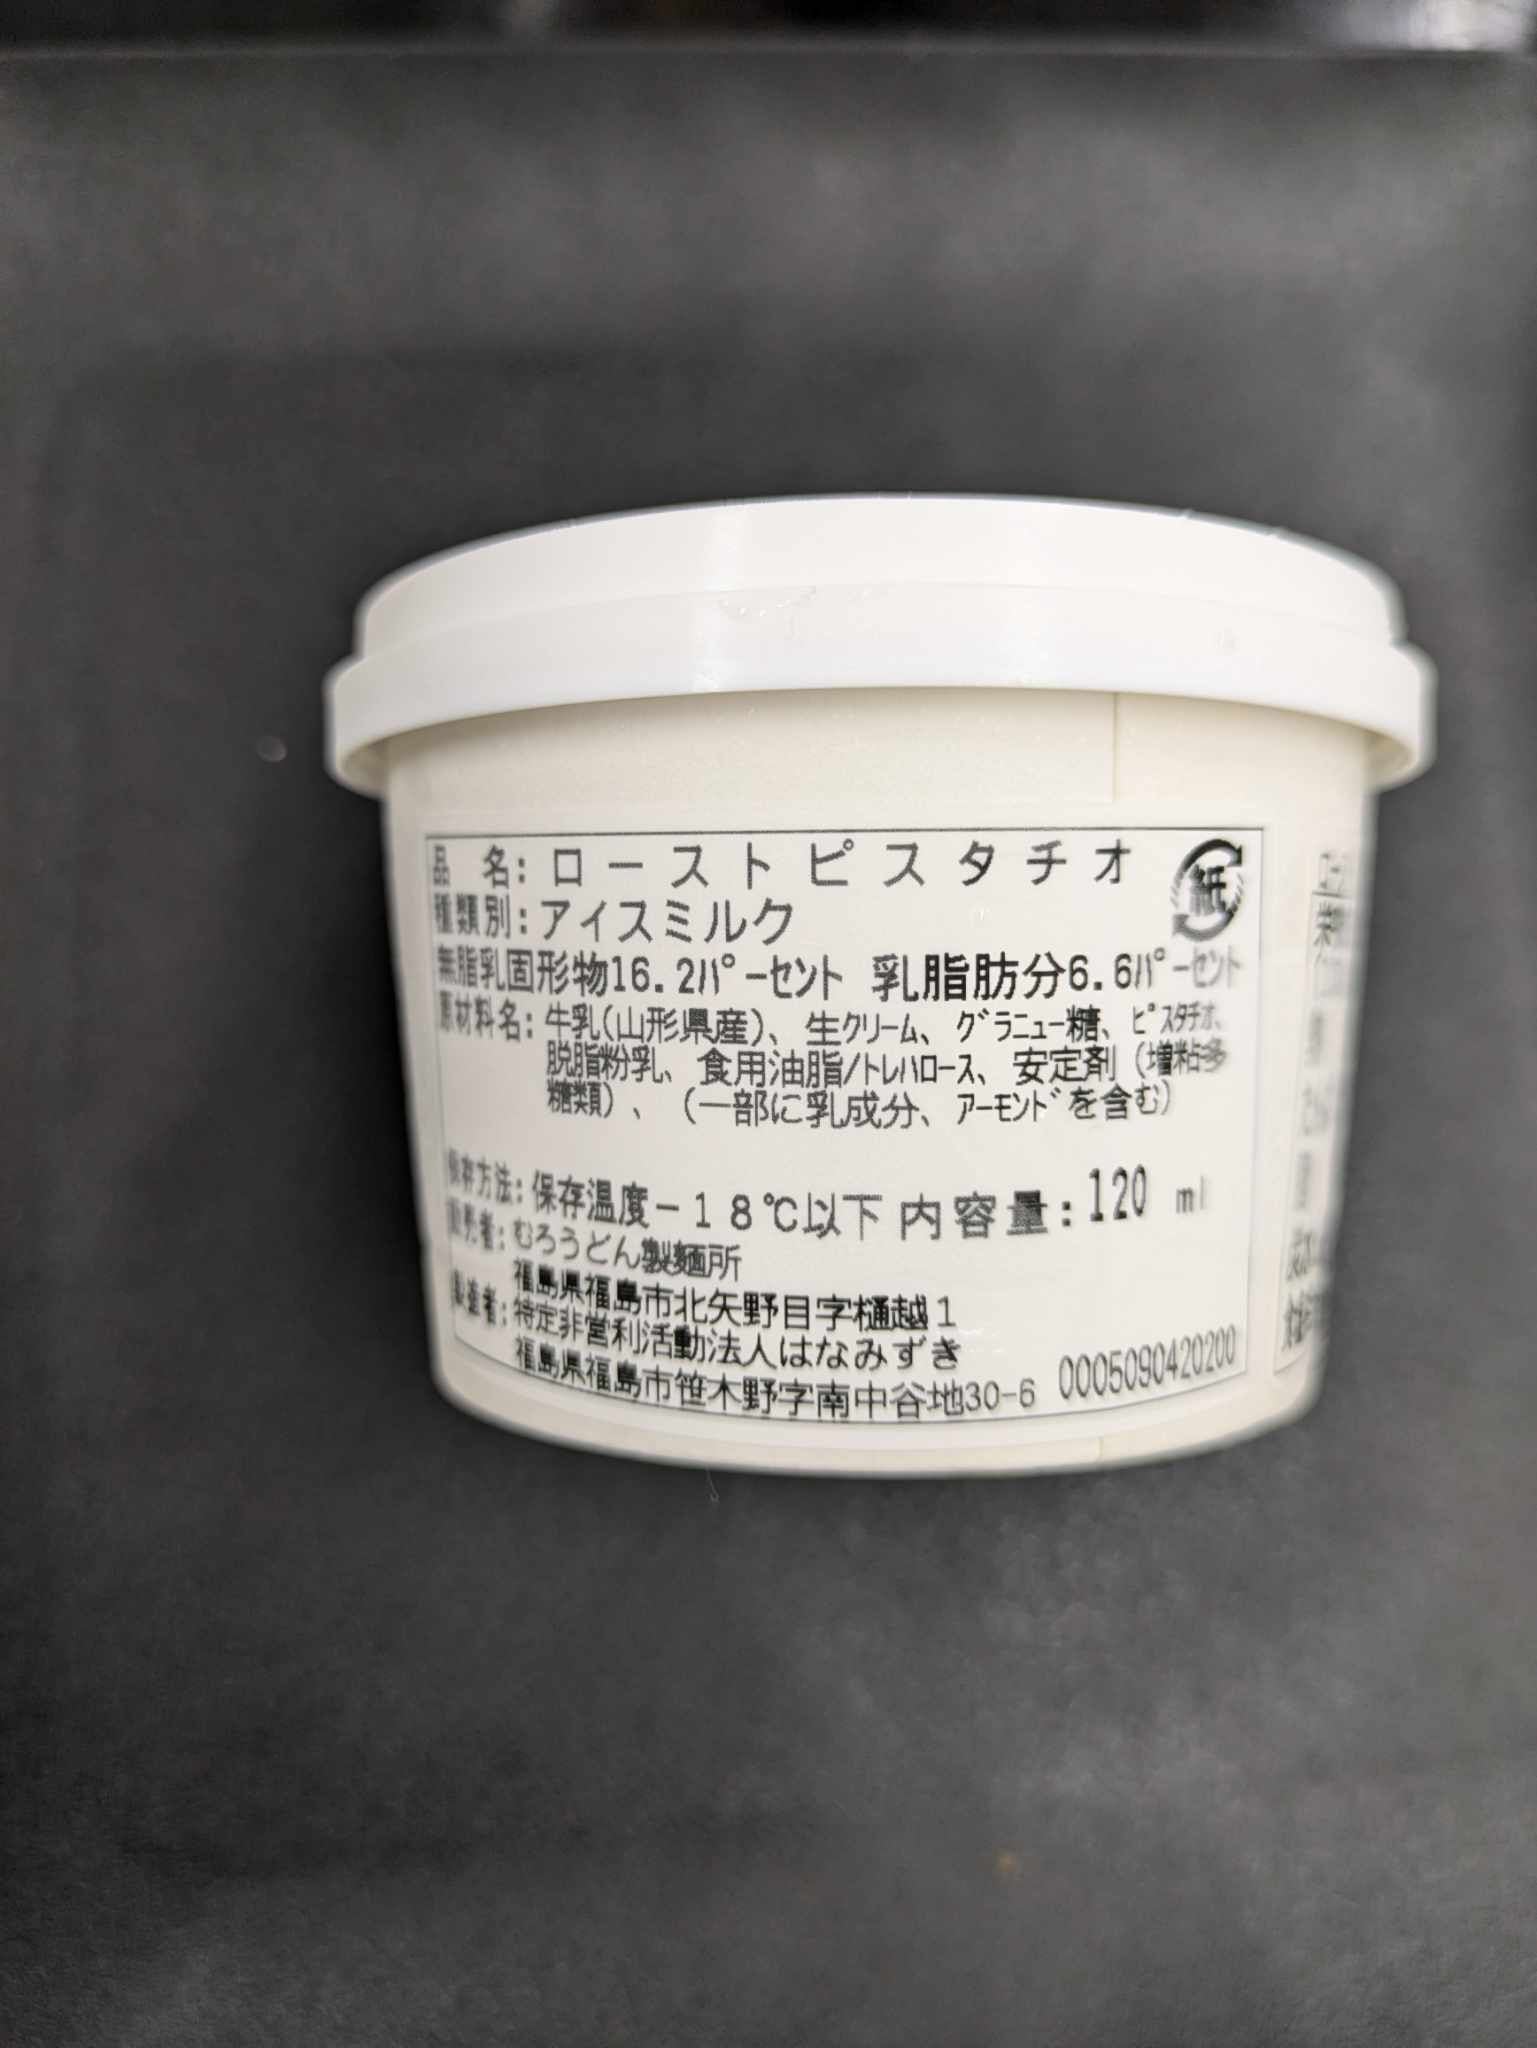 品 名:ローストピスタチオ
紙
種類別:アイスミルク
無脂乳固形物16.2パーセント 乳脂肪分6.6パーセント
原材料名:牛乳(山形県産)、生クリーム、グラニュー糖、ピスタチオ、
脱脂粉乳、食用油脂/トレハロース、安定剤(増粘多
糖類)、(一部に乳成分、アーモンドを含む)
保存方法:保存温度-18℃以下 内容量:120 ml
販売者:むろうどん製麺所
福島県福島市北矢野目字樋越1
製造者:特定非営利活動法人はなみずき
福島県福島市笹木野字南中谷地30-6
0005090420200